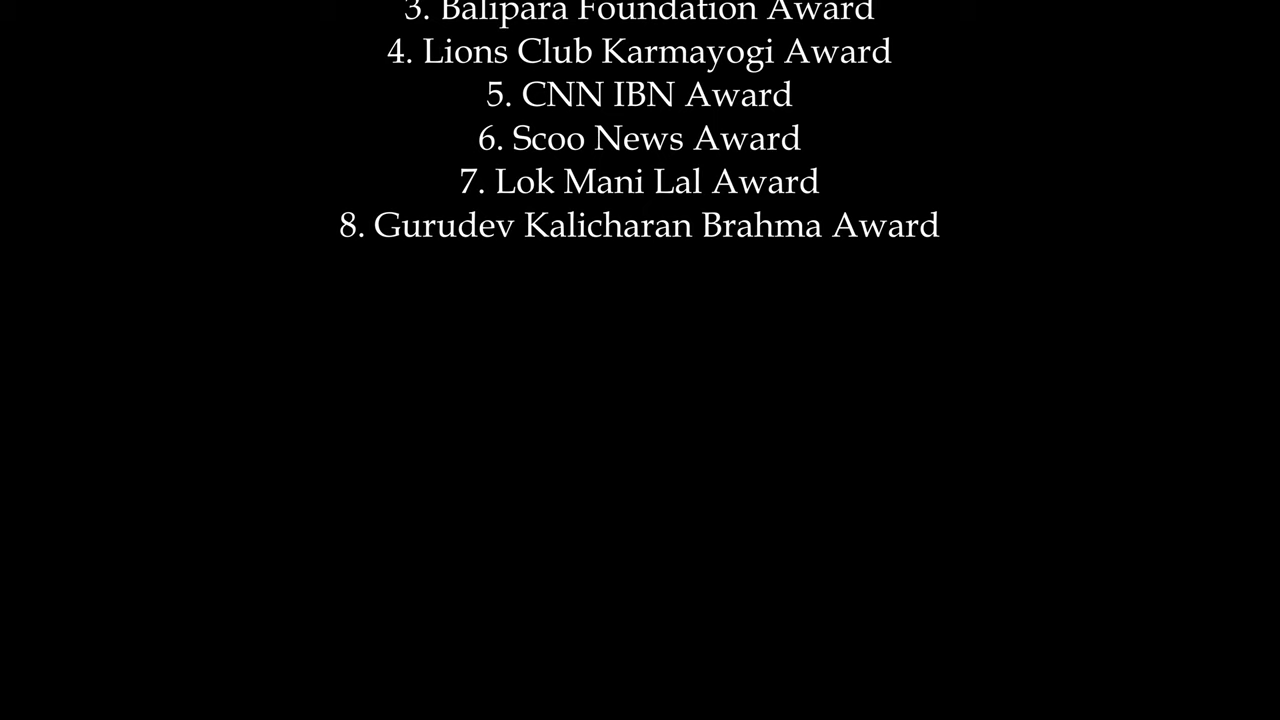 3. Balipara Foundation Award
4. Lions Club Karmayogi Award
5. CNN IBN Award
6. Scoo News Award
7. Lok Mani Lal Award
8. Gurudev Kalicharan Brahma Award